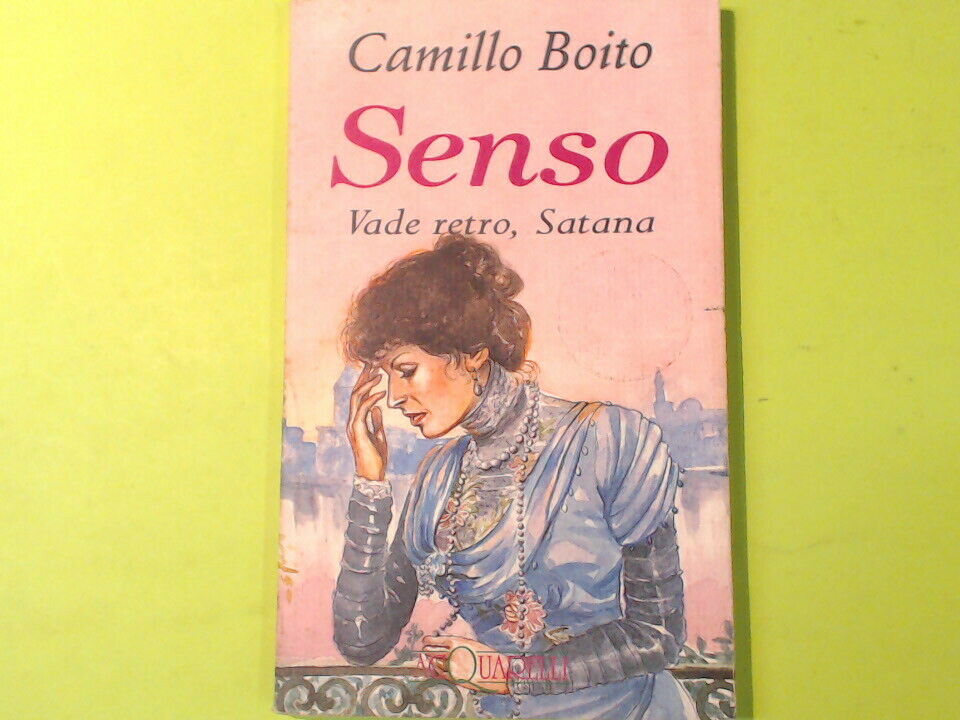 Camillo Boito
Senso
Vade retro, Satana
ACQUARELLI